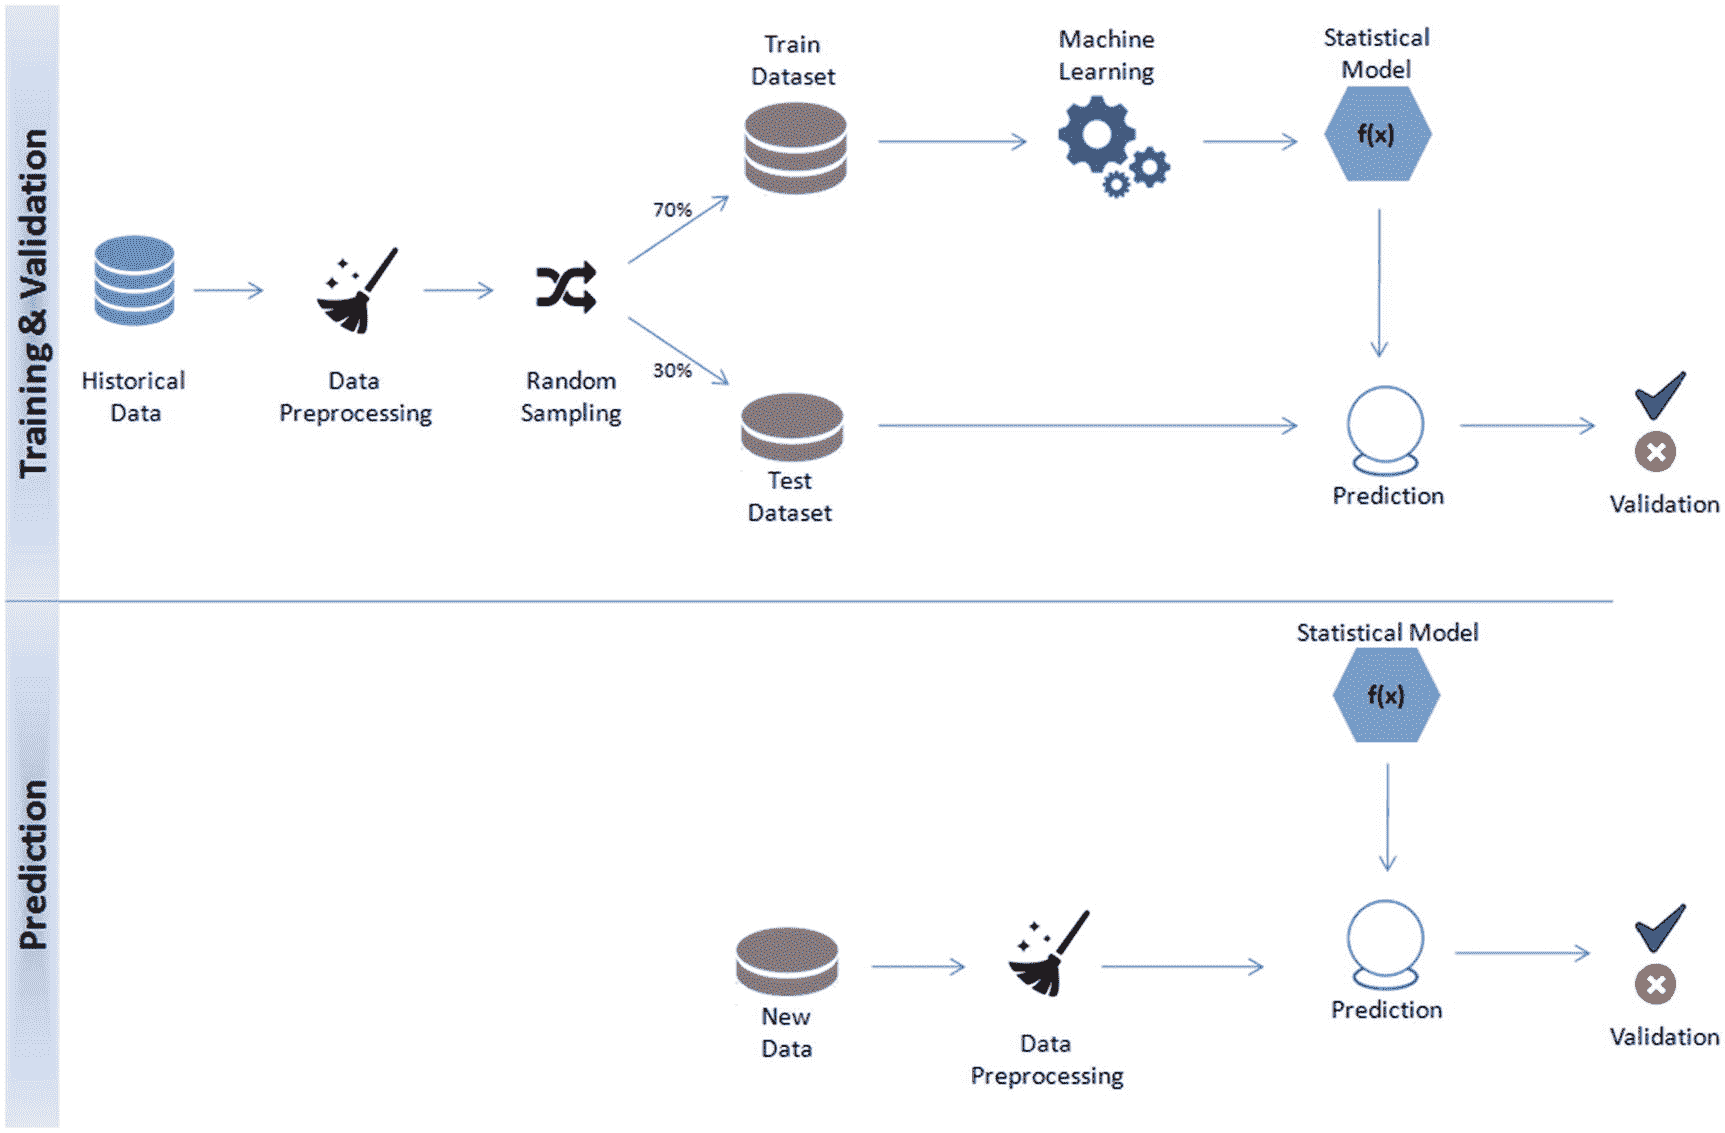 Training & Validation
Historical
Data
Data
Preprocessing
Random
Sampling
70%
30%
Train
Dataset
Test
Dataset
Machine
Learning
Statistical
Model
f(x)
Prediction
Validation
Prediction
New
Data
Data
Preprocessing
Statistical Model
f(x)
Prediction
Validation